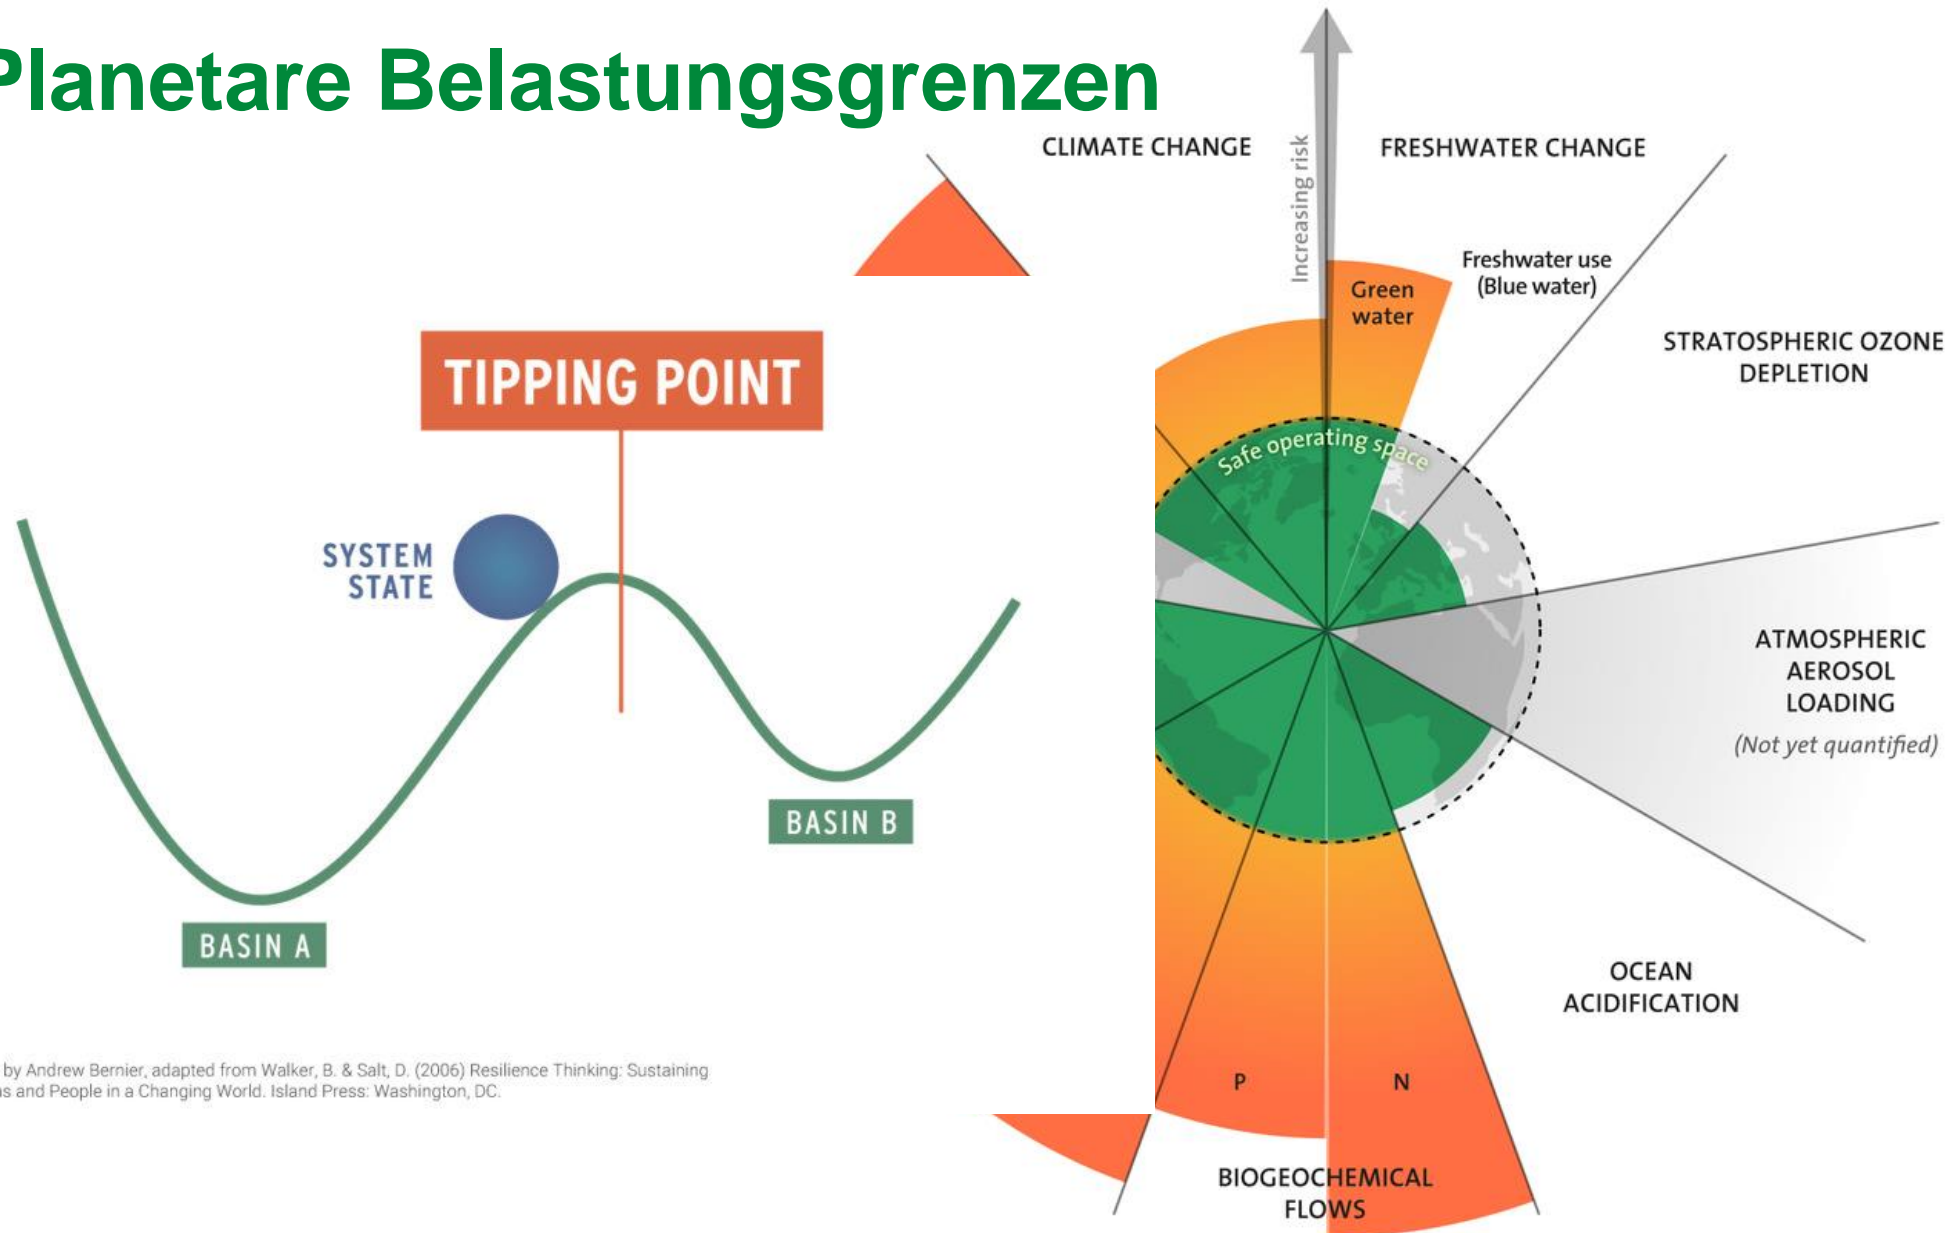 Planetare Belastungsgrenzen
CLIMATE CHANGE
Increasing risk
FRESHWATER CHANGE
Freshwater use
(Blue water)
Green
water
STRATOSPHERIC OZONE
DEPLETION
TIPPING POINT
Safe operating space
SYSTEM
STATE
ATMOSPHERIC
AEROSOL
LOADING
(Not yet quantified)
BASIN B
BASIN A
OCEAN
ACIDIFICATION
by Andrew Bernier, adapted from Walker, B. & Salt, D. (2006) Resilience Thinking: Sustaining
and People in a Changing World. Island Press: Washington, DC.
P
N
BIOGEOCHEMICAL
FLOWS